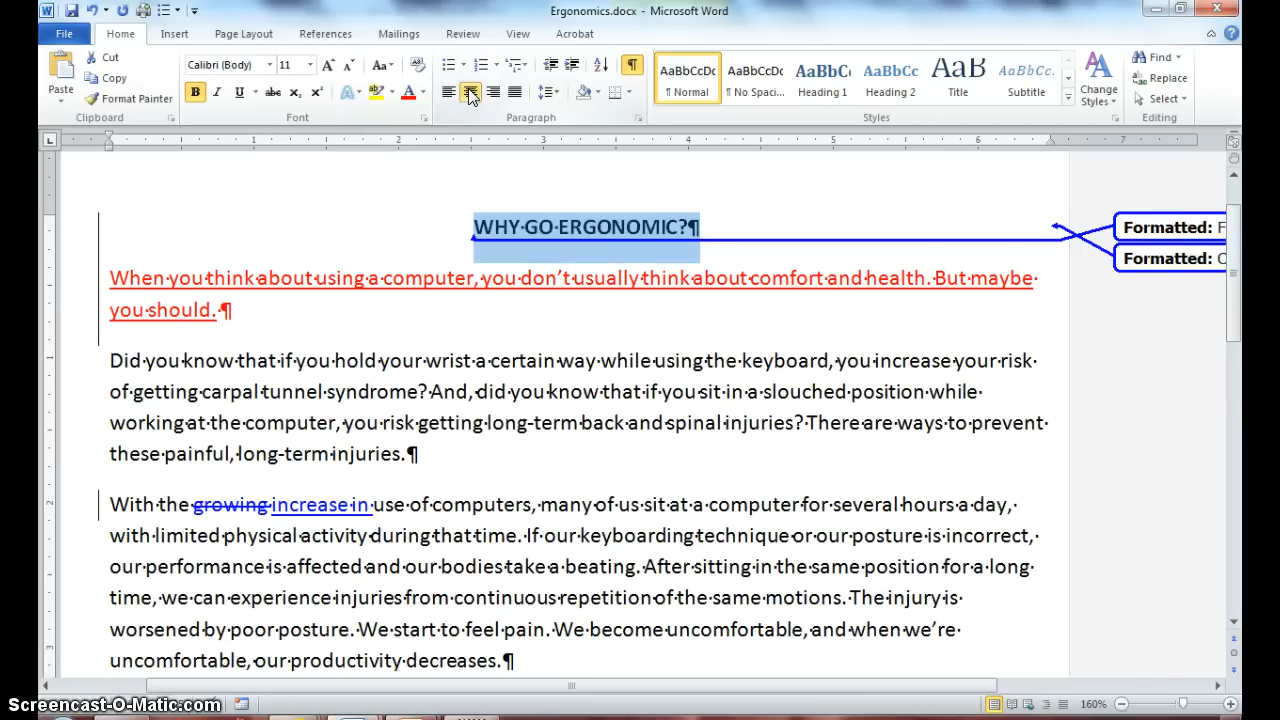 Ergonomics.docx - Microsoft Word
File Home Insert Page Layout References Mailings Review View Acrobat
Paste
Cut
Copy
Format Painter
Clipboard
Calibri (Body) 11
Font
Paragraph
AaBbCcDc AaBbCcDc AaBbC AaBbCc AaB AaBbCc
¶ Normal ¶ No Spaci... Heading 1 Heading 2 Title Subtitle
Styles
Change Styles
Find
Replace
Select
Editing
1 2 3 4 5 6 7
WHY GO ERGONOMIC?¶
Formatted: F
Formatted: C
When you think about using a computer, you don't usually think about comfort and health. But maybe
you should. ¶
Did you know that if you hold your wrist a certain way while using the keyboard, you increase your risk
of getting carpal tunnel syndrome? And, did you know that if you sit in a slouched position while
working at the computer, you risk getting long-term back and spinal injuries? There are ways to prevent
these painful, long-term injuries.¶
With the growing increase in use of computers, many of us sit at a computer for several hours a day,
with limited physical activity during that time. If our keyboarding technique or our posture is incorrect,
our performance is affected and our bodies take a beating. After sitting in the same position for a long
time, we can experience injuries from continuous repetition of the same motions. The injury is
worsened by poor posture. We start to feel pain. We become uncomfortable, and when we're
uncomfortable, our productivity decreases.¶
Screencast-O-Matic.com
160%